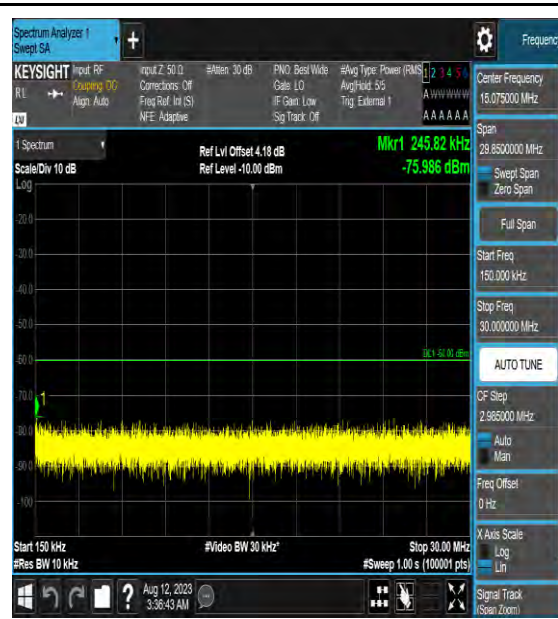 Spectrum Analyzer 1
Swept SA
+
Frequency
KEYSIGHT
Input: RF
Coupling: DC
Align: Auto
RL
LW
Input Z: 50 Ω
Corrections: Off
Freq Ref: Int (S)
NFE: Adaptive
#Atten: 30 dB
PNO: Best Wide
Gate: LO
IF Gain: Low
Sig Track: Off
#Avg Type: Power (RMS
Avg|Hold: 5/5
Trig: External 1
1 2 3 4 5 6
A W W W W W
A A A A A A
1 Spectrum
Scale/Div 10 dB
Log
Ref Lvl Offset 4.18 dB
Ref Level -10.00 dBm
Mkr1 245.82 kHz
-75.986 dBm
-20.0
-30.0
-40.0
-50.0
-60.0
DL1 -60.00 dBm
-70.0
1
-80.0
-90.0
-100
Start 150 kHz
#Res BW 10 kHz
#Video BW 30 kHz*
Stop 30.00 MHz
#Sweep 1.00 s (100001 pts)
?
Aug 12, 2023
3:36:43 AM
Center Frequency
15.075000 MHz
Span
29.8500000 MHz
Swept Span
Zero Span
Full Span
Start Freq
150.000 kHz
Stop Freq
30.000000 MHz
AUTO TUNE
CF Step
2.985000 MHz
Auto
Man
Freq Offset
0 Hz
X Axis Scale
Log
Lin
Signal Track
(Span Zoom)